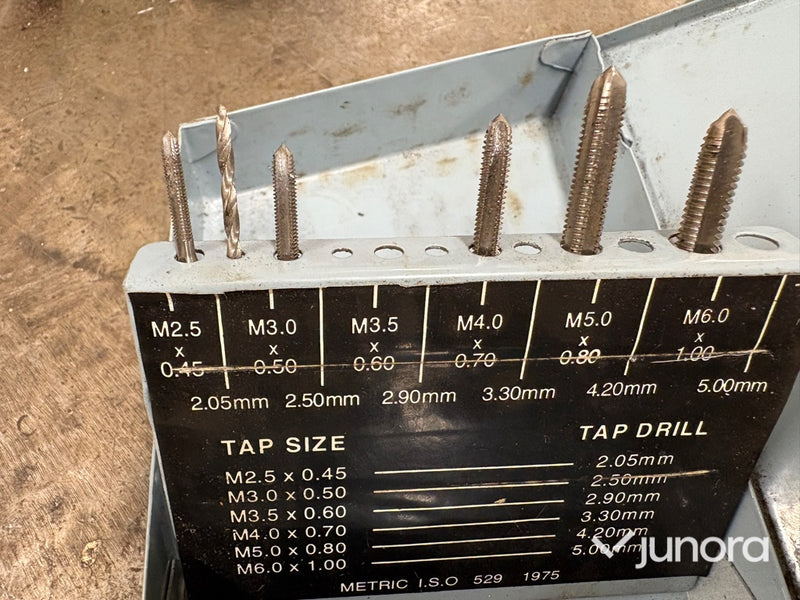 M2.5 M3.0 M3.5 M4.0 M5.0 M6.0
x x x x x x
0.45 0.50 0.60 0.70 0.80 1.00
2.05mm 2.50mm 2.90mm 3.30mm 4.20mm 5.00mm
TAP SIZE TAP DRILL
M2.5 x 0.45 2.05mm
M3.0 x 0.50 2.50mm
M3.5 x 0.60 2.90mm
M4.0 x 0.70 3.30mm
M5.0 x 0.80 4.20mm
M6.0 x 1.00 5.00mm
METRIC I.S.O 529 1975
junora